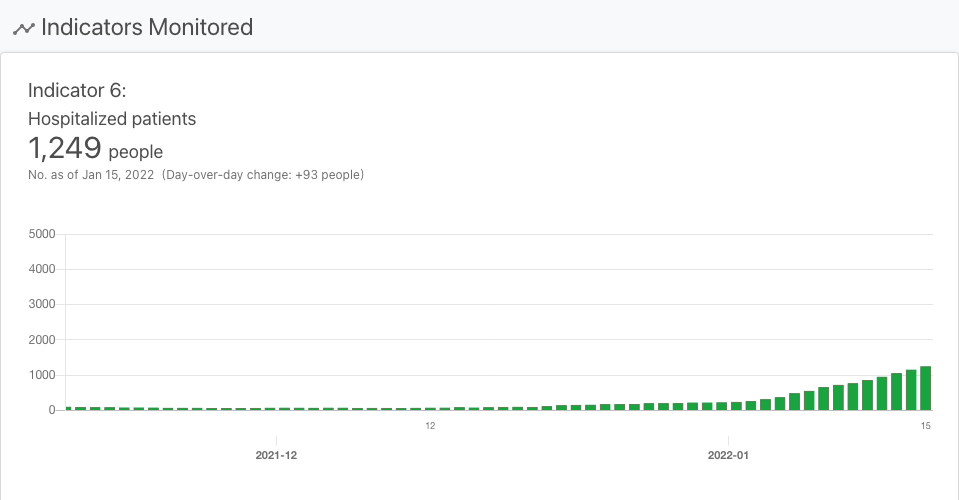 Indicators Monitored
Indicator 6:
Hospitalized patients
1,249 people
No. as of Jan 15, 2022 (Day-over-day change: +93 people)
5000
4000
3000
2000
1000
0
12
15
2021-12
2022-01